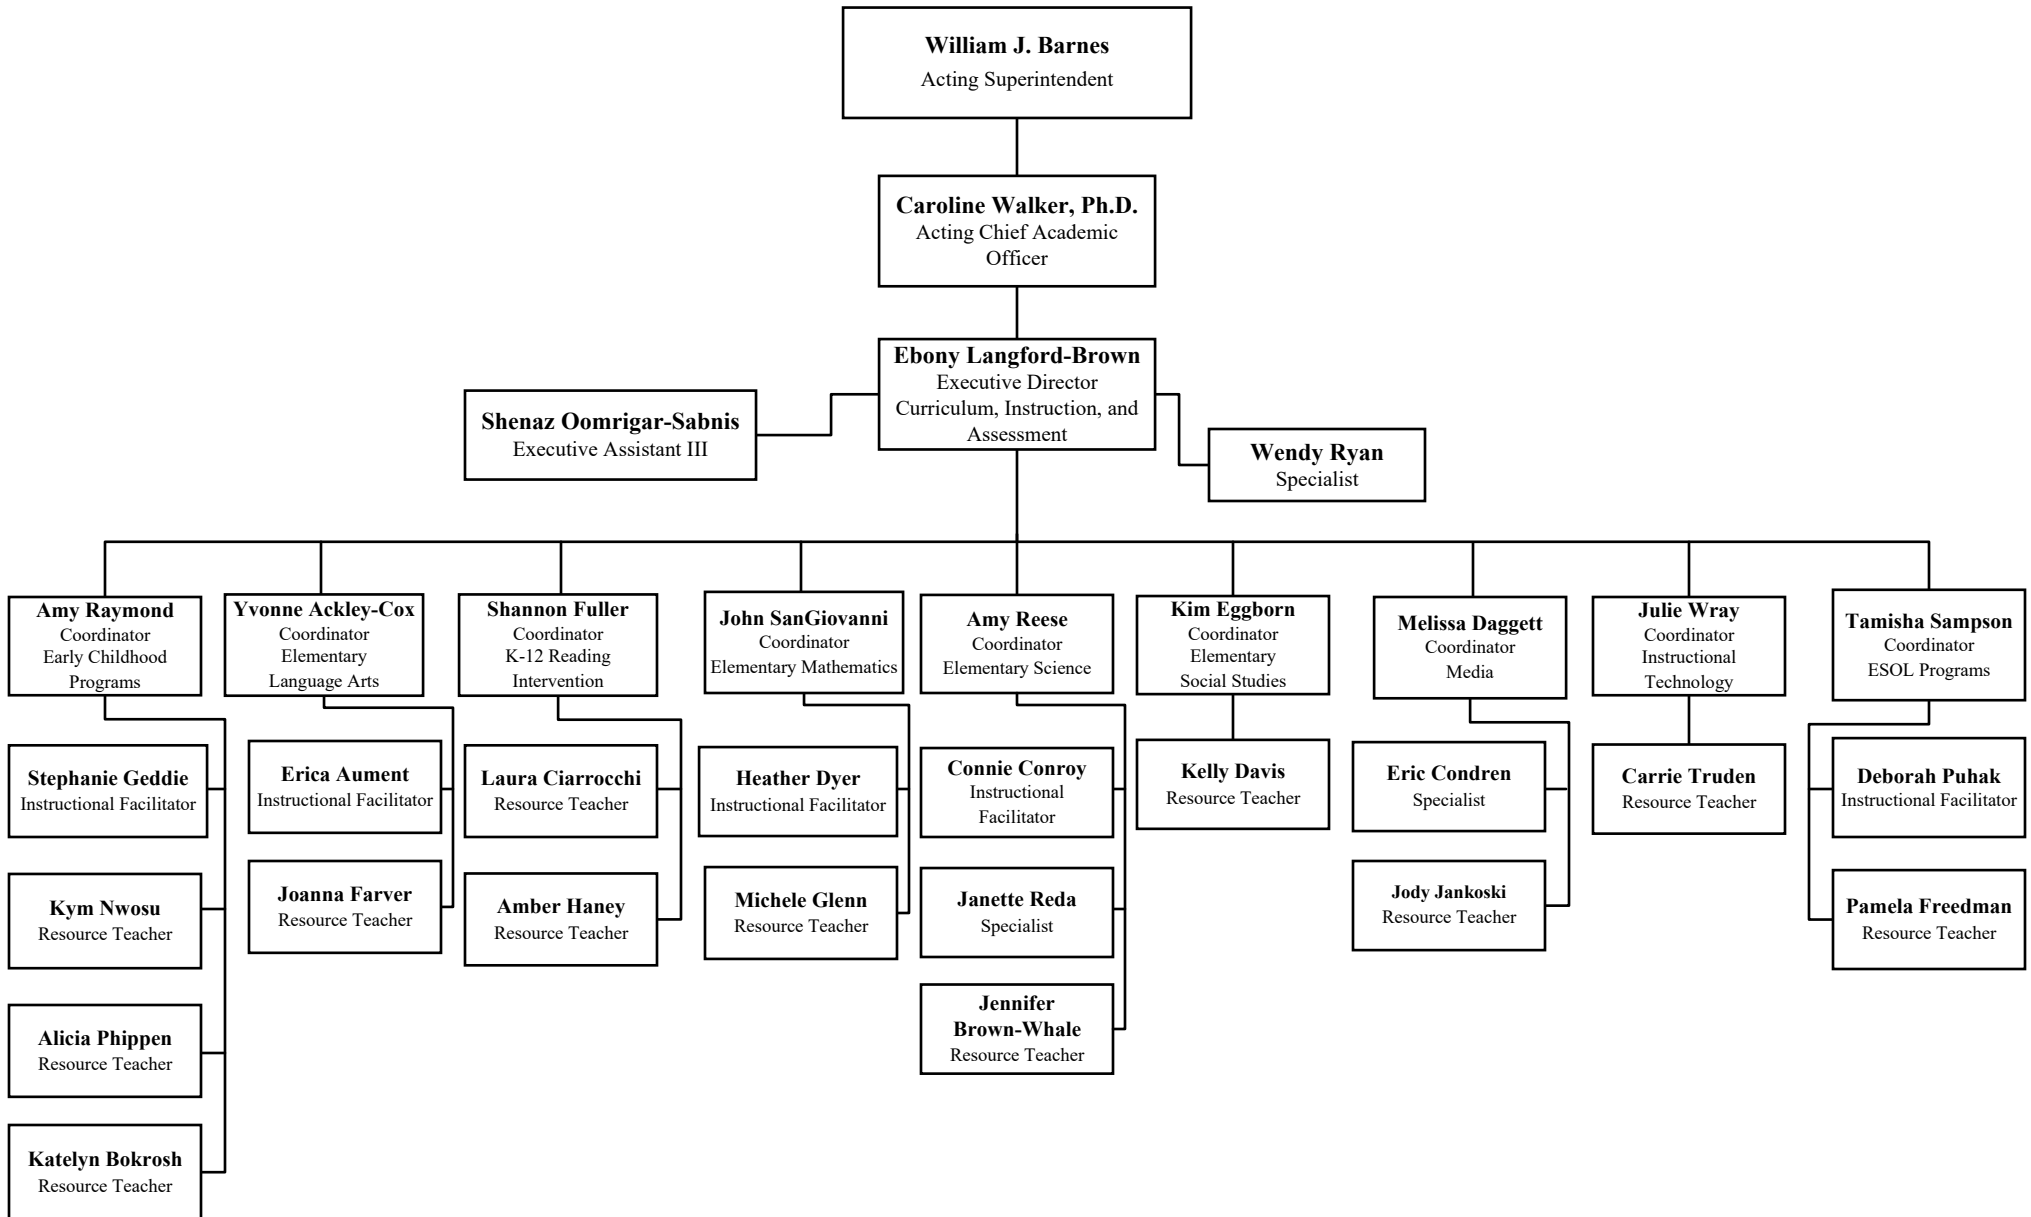 William J. Barnes
Acting Superintendent
Caroline Walker, Ph.D.
Acting Chief Academic
Officer
Ebony Langford-Brown
Executive Director
Curriculum, Instruction, and
Assessment
Shenaz Oomrigar-Sabnis
Executive Assistant III
Wendy Ryan
Specialist
Amy Raymond
Coordinator
Early Childhood
Programs
Yvonne Ackley-Cox
Coordinator
Elementary
Language Arts
Shannon Fuller
Coordinator
K-12 Reading
Intervention
John SanGiovanni
Coordinator
Elementary Mathematics
Amy Reese
Coordinator
Elementary Science
Kim Eggborn
Coordinator
Elementary
Social Studies
Melissa Daggett
Coordinator
Media
Julie Wray
Coordinator
Instructional
Technology
Tamisha Sampson
Coordinator
ESOL Programs
Stephanie Geddie
Instructional Facilitator
Erica Aument
Instructional Facilitator
Laura Ciarrocchi
Resource Teacher
Heather Dyer
Instructional Facilitator
Connie Conroy
Instructional
Facilitator
Kelly Davis
Resource Teacher
Eric Condren
Specialist
Carrie Truden
Resource Teacher
Deborah Puhak
Instructional Facilitator
Kym Nwosu
Resource Teacher
Joanna Farver
Resource Teacher
Amber Haney
Resource Teacher
Michele Glenn
Resource Teacher
Janette Reda
Specialist
Jody Jankoski
Resource Teacher
Pamela Freedman
Resource Teacher
Alicia Phippen
Resource Teacher
Jennifer
Brown-Whale
Resource Teacher
Katelyn Bokrosh
Resource Teacher